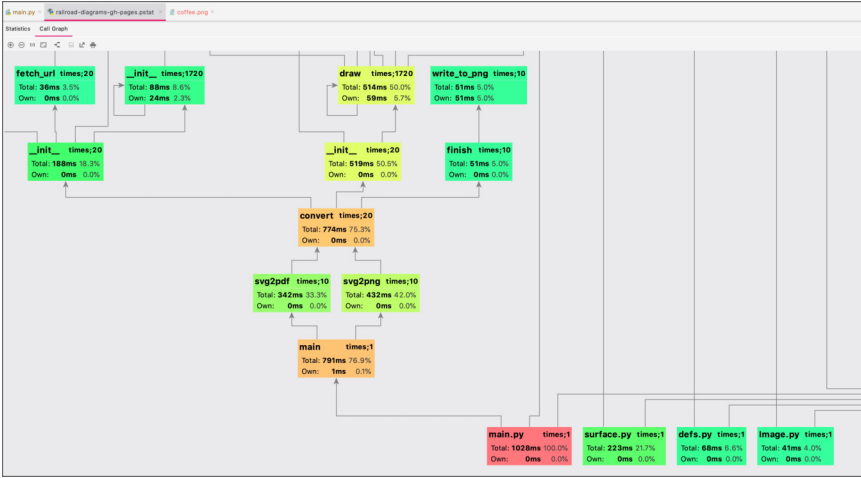 main.py × railroad-diagrams-gh-pages.pstat × coffee.png ×
Statistics Call Graph
fetch_url times;20
Total: 36ms 3.5%
Own: 0ms 0.0%
__init__ times;1720
Total: 88ms 8.6%
Own: 24ms 2.3%
draw times;1720
Total: 514ms 50.0%
Own: 59ms 5.7%
write_to_png times;10
Total: 51ms 5.0%
Own: 51ms 5.0%
__init__ times;20
Total: 188ms 18.3%
Own: 0ms 0.0%
__init__ times;20
Total: 519ms 50.5%
Own: 0ms 0.0%
finish times;10
Total: 51ms 5.0%
Own: 0ms 0.0%
convert times;20
Total: 774ms 75.3%
Own: 0ms 0.0%
svg2pdf times;10
Total: 342ms 33.3%
Own: 0ms 0.0%
svg2png times;10
Total: 432ms 42.0%
Own: 0ms 0.0%
main times;1
Total: 791ms 76.9%
Own: 1ms 0.1%
main.py times;1
Total: 1028ms 100.0%
Own: 0ms 0.0%
surface.py times;1
Total: 223ms 21.7%
Own: 0ms 0.0%
defs.py times;1
Total: 68ms 6.6%
Own: 0ms 0.0%
Image.py times;1
Total: 41ms 4.0%
Own: 0ms 0.0%